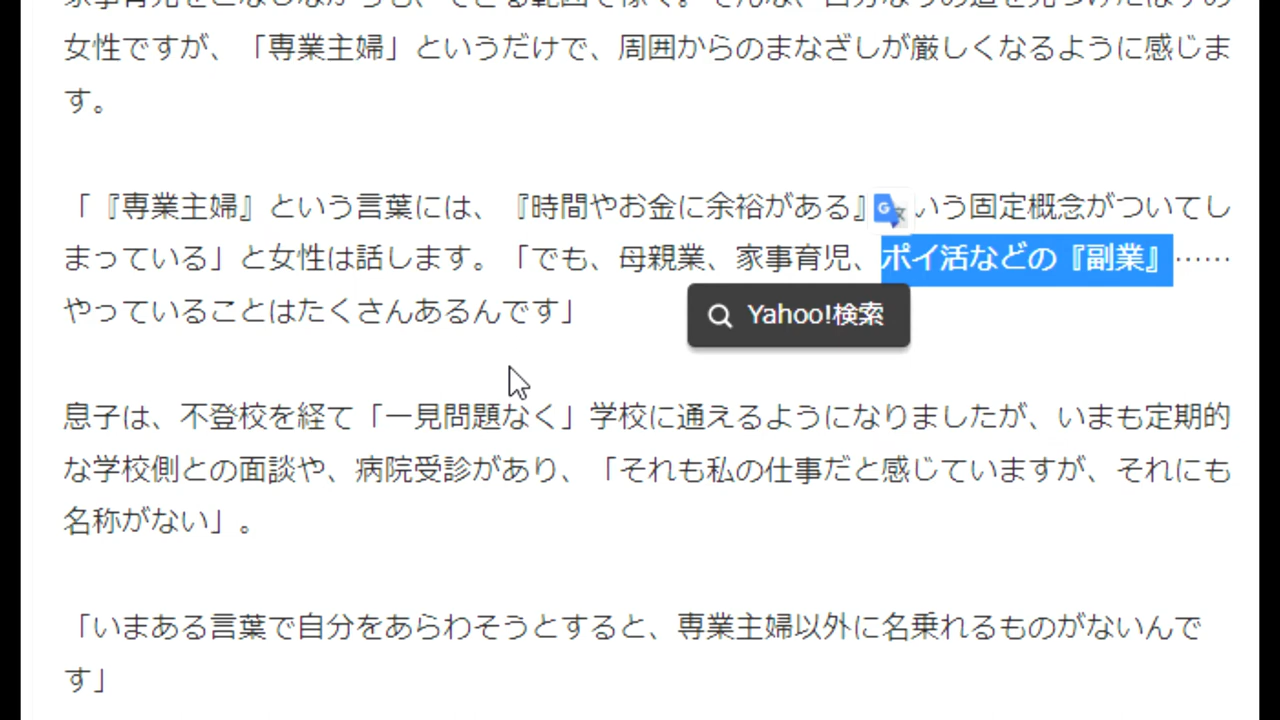 女性ですが、「専業主婦」というだけで、周囲からのまなざしが厳しくなるように感じま
す。
「『専業主婦』という言葉には、『時間やお金に余裕がある』いう固定概念がついてし
まっている」と女性は話します。「でも、母親業、家事育児、ポイ活などの『副業』……
やっていることはたくさんあるんです」
Yahoo!検索
息子は、不登校を経て「一見問題なく」学校に通えるようになりましたが、いまも定期的
な学校側との面談や、病院受診があり、「それも私の仕事だと感じていますが、それにも
名称がない」。
「いまある言葉で自分をあらわそうとすると、専業主婦以外に名乗れるものがないんで
す」